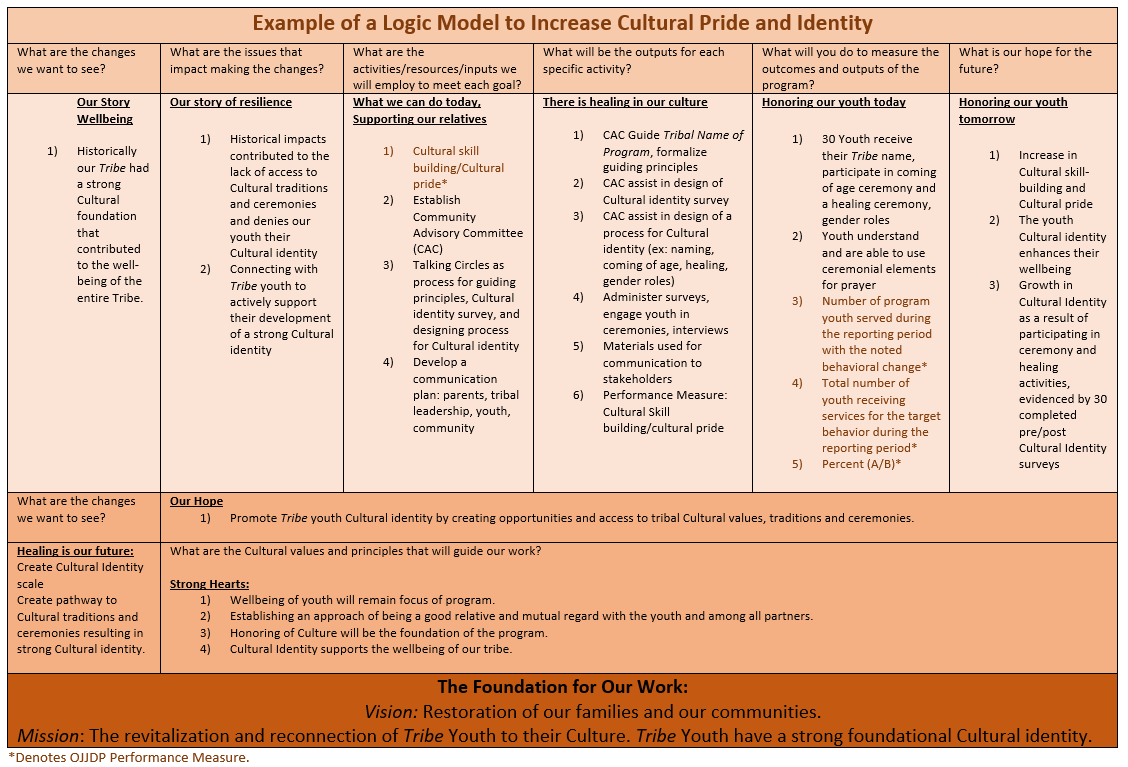 Example of a Logic Model to Increase Cultural Pride and Identity
What are the changes
we want to see?
What are the issues that
impact making the changes?
What are the
activities/resources/inputs we
will employ to meet each goal?
What will be the outputs for each
specific activity?
What will you do to measure the
outcomes and outputs of the
program?
What is our hope for the
future?
Our Story
Wellbeing
1) Historically
our Tribe had
a strong
Cultural
foundation
that
contributed
to the well-
being of the
entire Tribe.
Our story of resilience
1) Historical impacts
contributed to the
lack of access to
Cultural traditions
and ceremonies
and denies our
youth their
Cultural identity
2) Connecting with
Tribe youth to
actively support
their development
of a strong Cultural
identity
What we can do today,
Supporting our relatives
1) Cultural skill
building/Cultural
pride*
2) Establish
Community
Advisory Committee
(CAC)
3) Talking Circles as
process for guiding
principles, Cultural
identity survey, and
designing process
for Cultural identity
4) Develop a
communication
plan: parents, tribal
leadership, youth,
community
There is healing in our culture
1) CAC Guide Tribal Name of
Program, formalize
guiding principles
2) CAC assist in design of
Cultural identity survey
3) CAC assist in design of a
process for Cultural
identity (ex: naming,
coming of age, healing,
gender roles)
4) Administer surveys,
engage youth in
ceremonies, interviews
5) Materials used for
communication to
stakeholders
6) Performance Measure:
Cultural Skill
building/cultural pride
Honoring our youth today
1) 30 Youth receive
their Tribe name,
participate in coming
of age ceremony and
a healing ceremony,
gender roles
2) Youth understand
and are able to use
ceremonial elements
for prayer
3) Number of program
youth served during
the reporting period
with the noted
behavioral change*
4) Total number of
youth receiving
services for the target
behavior during the
reporting period*
5) Percent (A/B)*
Honoring our youth
tomorrow
1) Increase in
Cultural skill-
building and
Cultural pride
2) The youth
Cultural identity
enhances their
wellbeing
3) Growth in
Cultural Identity
as a result of
participating in
ceremony and
healing
activities,
evidenced by 30
completed
pre/post
Cultural Identity
surveys
What are the changes
we want to see?
Our Hope
1) Promote Tribe youth Cultural identity by creating opportunities and access to tribal Cultural values, traditions and ceremonies.
Healing is our future:
Create Cultural Identity
scale
Create pathway to
Cultural traditions and
ceremonies resulting in
strong Cultural identity.
What are the Cultural values and principles that will guide our work?
Strong Hearts:
1) Wellbeing of youth will remain focus of program.
2) Establishing an approach of being a good relative and mutual regard with the youth and among all partners.
3) Honoring of Culture will be the foundation of the program.
4) Cultural Identity supports the wellbeing of our tribe.
The Foundation for Our Work:
Vision: Restoration of our families and our communities.
Mission: The revitalization and reconnection of Tribe Youth to their Culture. Tribe Youth have a strong foundational Cultural identity.
*Denotes OJJDP Performance Measure.